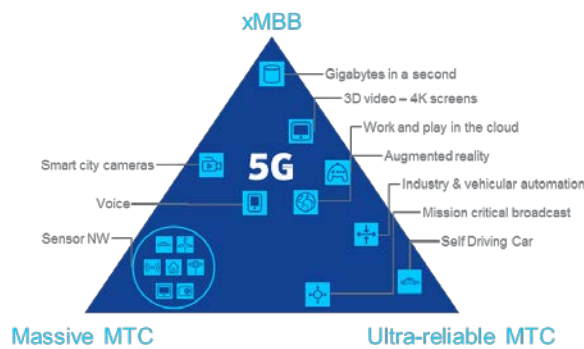 xMBB
Gigabytes in a second
3D video – 4K screens
Work and play in the cloud
Augmented reality
Smart city cameras
5G
Industry & vehicular automation
Voice
Mission critical broadcast
Sensor NW
Self Driving Car
Massive MTC
Ultra-reliable MTC